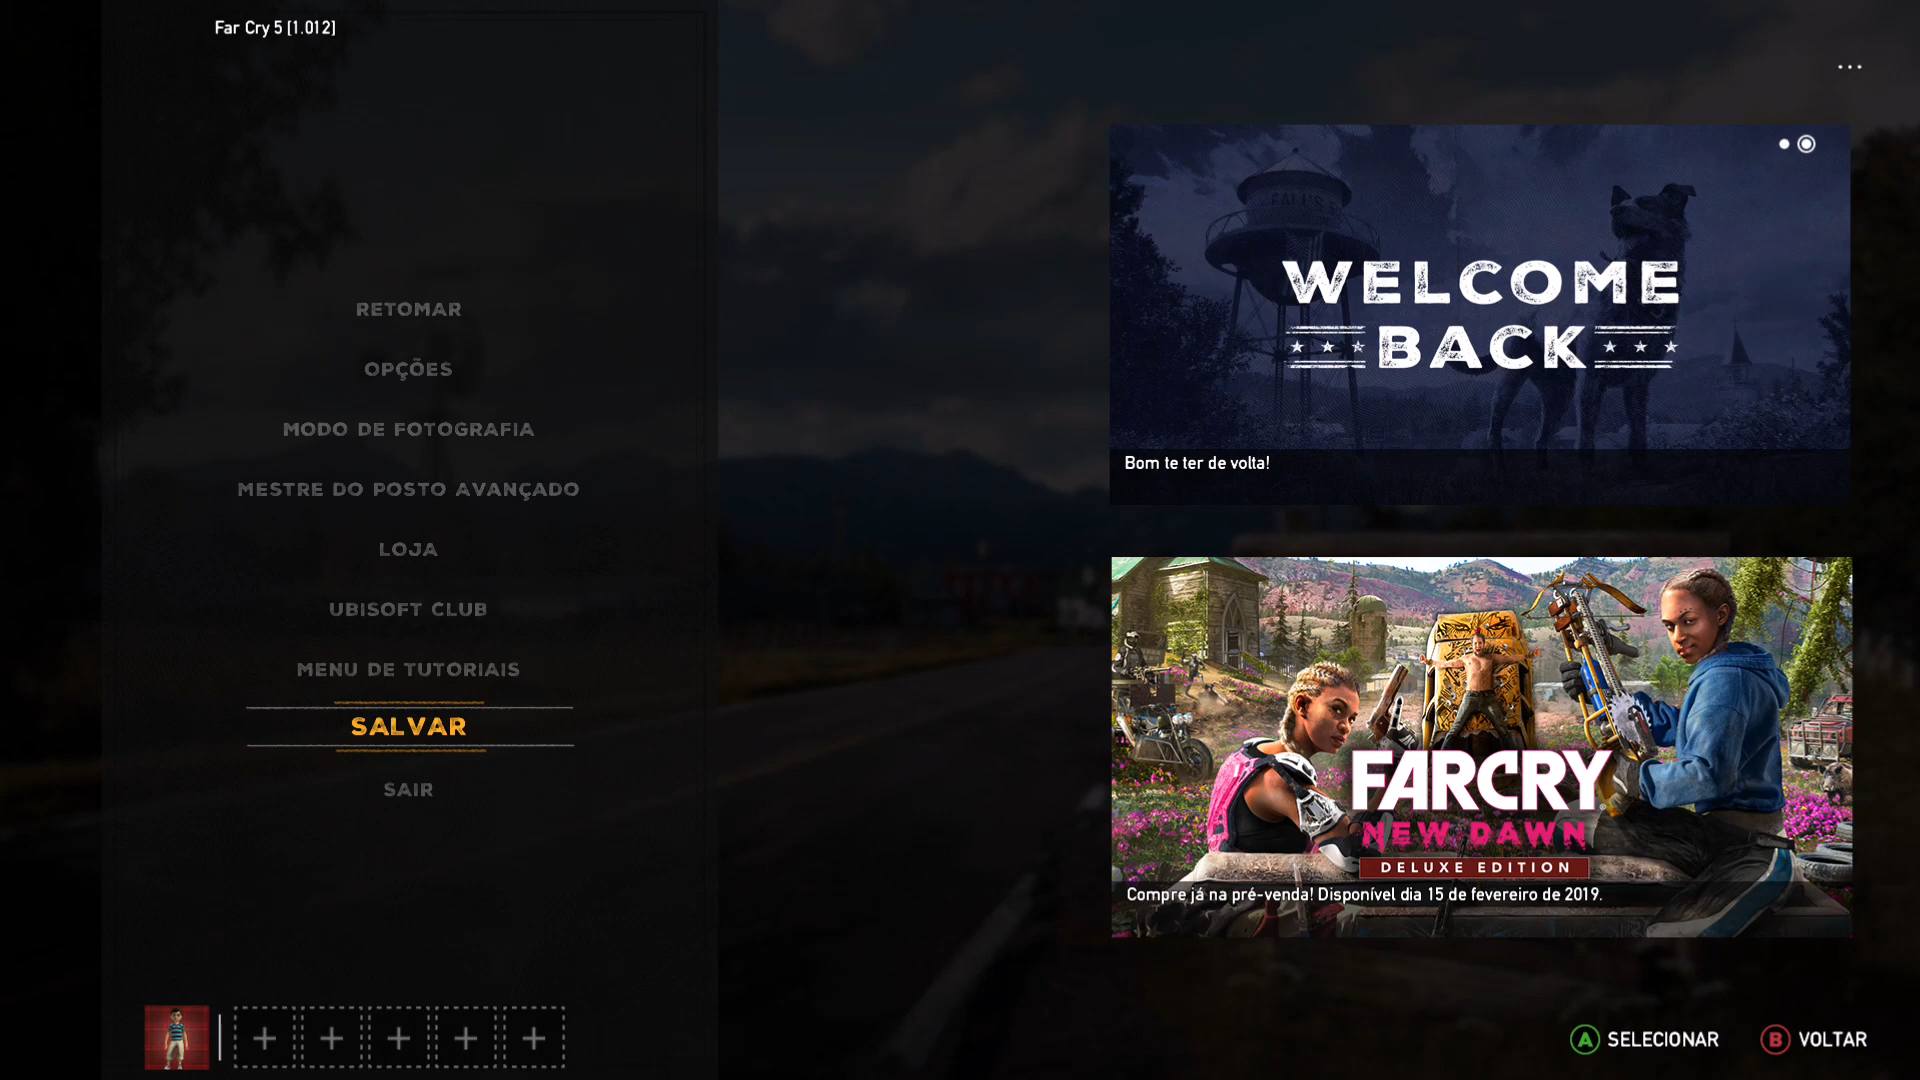 Far Cry 5 [1.012]
RETOMAR
OPÇÕES
MODO DE FOTOGRAFIA
MESTRE DO POSTO AVANÇADO
LOJA
UBISOFT CLUB
MENU DE TUTORIAIS
SALVAR
SAIR
WELCOME
BACK
Bom te ter de volta!
FARCRY
NEW DAWN
DELUXE EDITION
Compre já na pré-venda! Disponível dia 15 de fevereiro de 2019.
A SELECIONAR
B VOLTAR